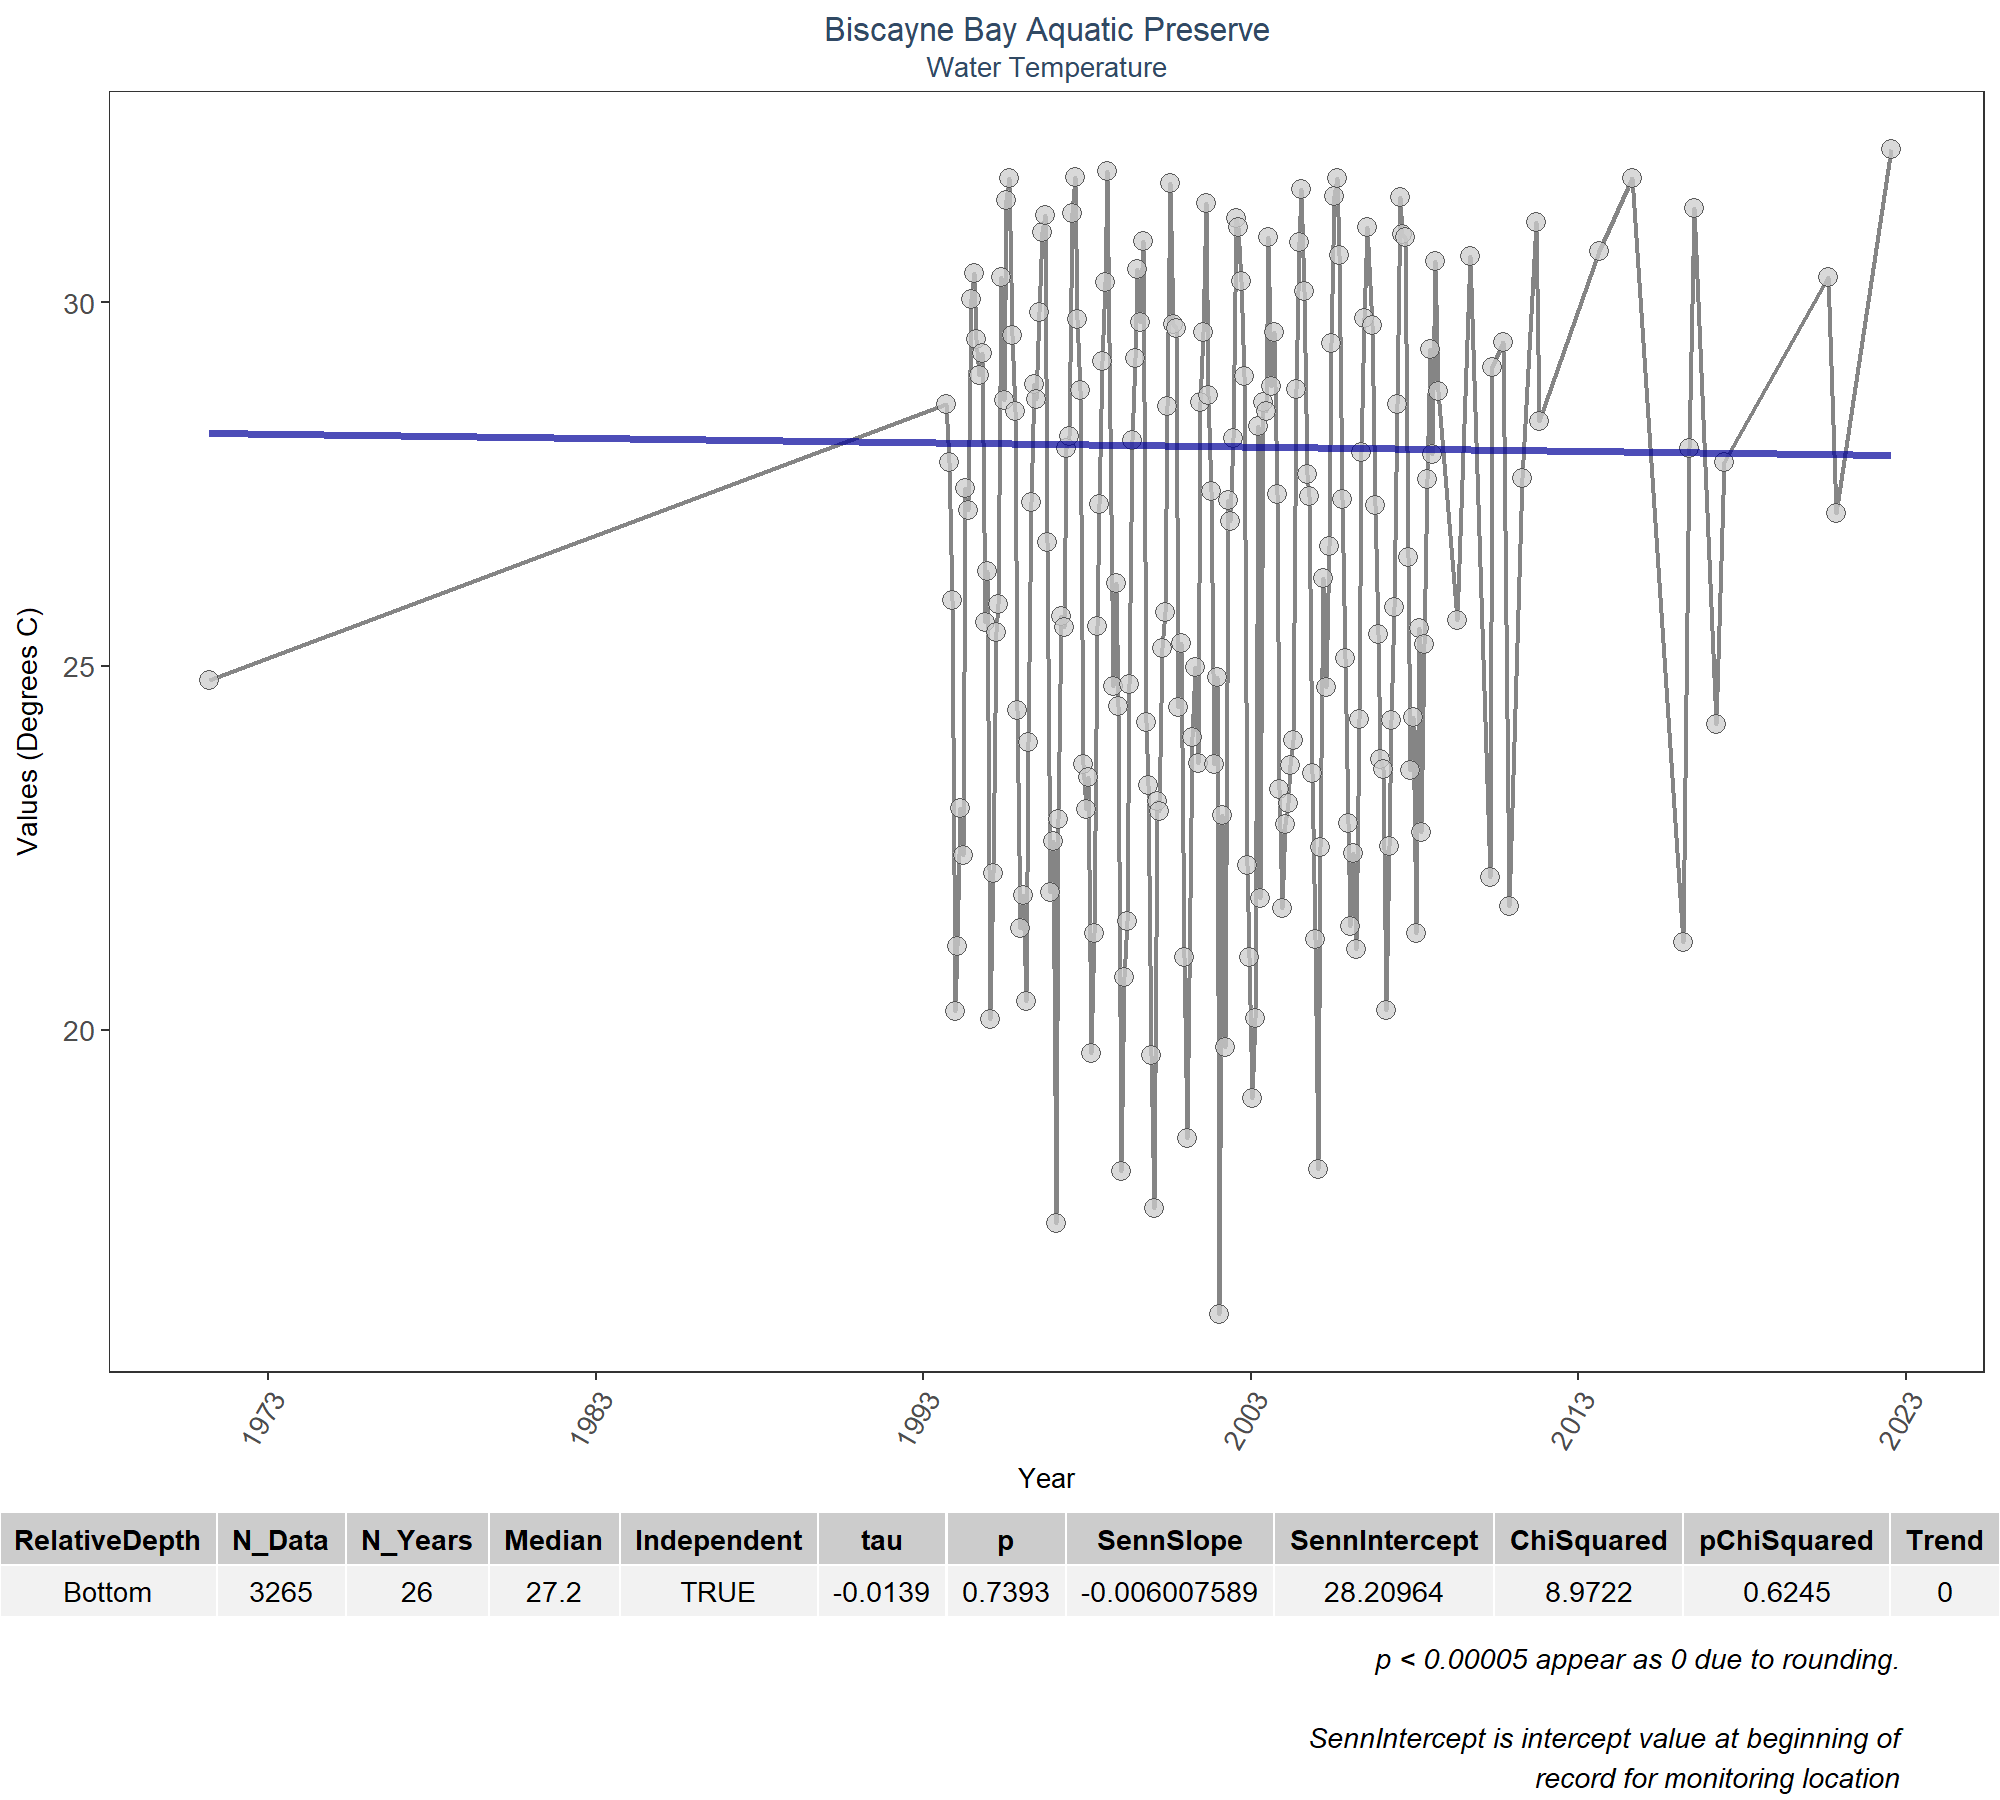 Biscayne Bay Aquatic Preserve
Water Temperature
Values (Degrees C)
30
25
20
1973
1983
1993
2003
2013
2023
Year
RelativeDepth N_Data N_Years Median Independent tau p SennSlope SennIntercept ChiSquared pChiSquared Trend
Bottom 3265 26 27.2 TRUE -0.0139 0.7393 -0.006007589 28.20964 8.9722 0.6245 0
p < 0.00005 appear as 0 due to rounding.
SennIntercept is intercept value at beginning of
record for monitoring location